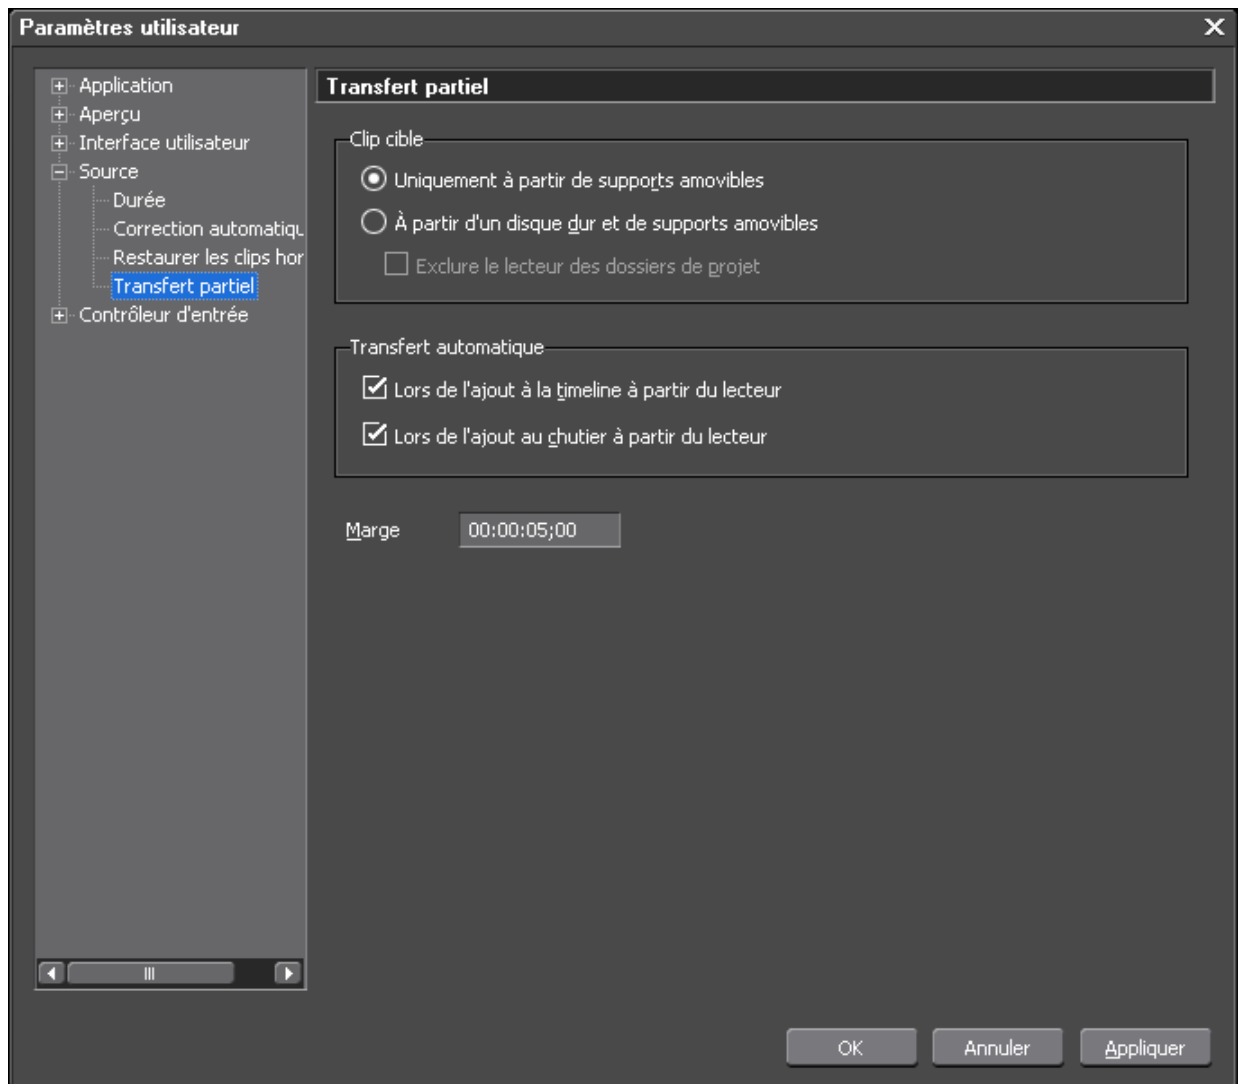 Paramètres utilisateur
Application
Aperçu
Interface utilisateur
Source
Durée
Correction automatiqu
Restaurer les clips hor
Transfert partiel
Contrôleur d'entrée
Transfert partiel
Clip cible
Uniquement à partir de supports amovibles
À partir d'un disque dur et de supports amovibles
Exclure le lecteur des dossiers de projet
Transfert automatique
Lors de l'ajout à la timeline à partir du lecteur
Lors de l'ajout au chutier à partir du lecteur
Marge 00:00:05;00
OK Annuler Appliquer